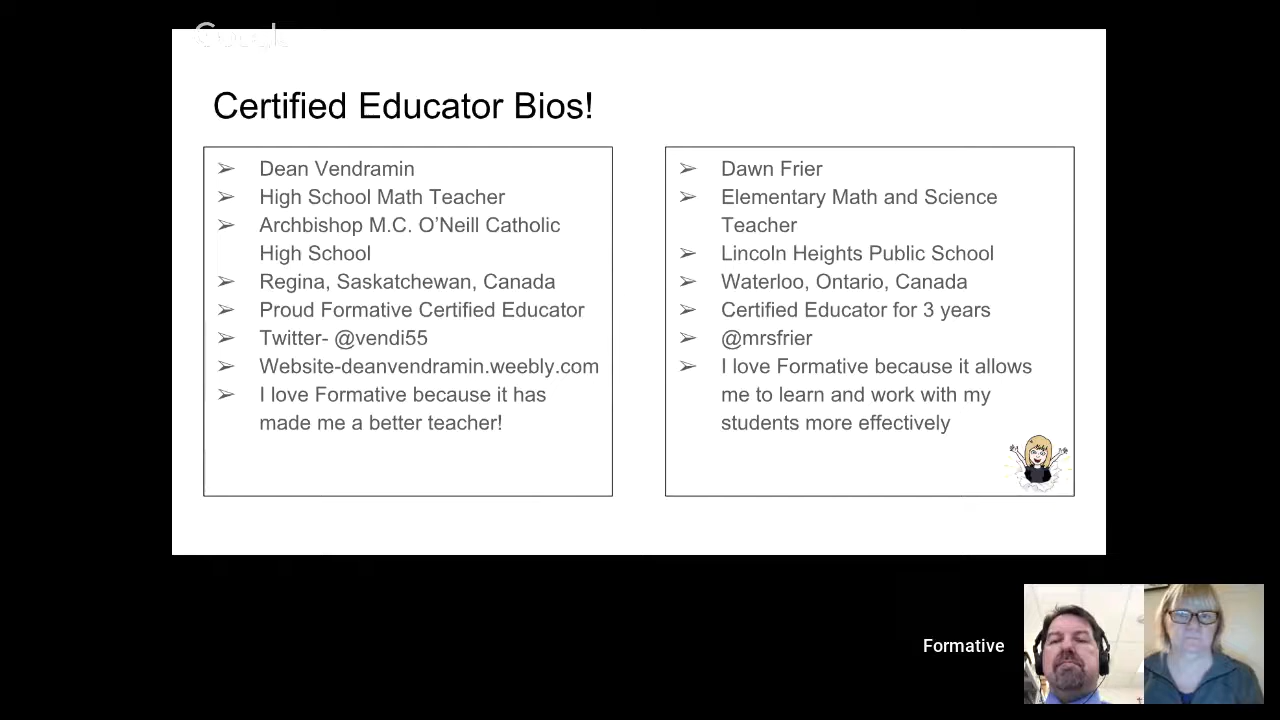 Certified Educator Bios!
➢ Dean Vendramin
➢ High School Math Teacher
➢ Archbishop M.C. O’Neill Catholic
High School
➢ Regina, Saskatchewan, Canada
➢ Proud Formative Certified Educator
➢ Twitter- @vendi55
➢ Website-deanvendramin.weebly.com
➢ I love Formative because it has
made me a better teacher!
➢ Dawn Frier
➢ Elementary Math and Science
Teacher
➢ Lincoln Heights Public School
➢ Waterloo, Ontario, Canada
➢ Certified Educator for 3 years
➢ @mrsfrier
➢ I love Formative because it allows
me to learn and work with my
students more effectively
Formative